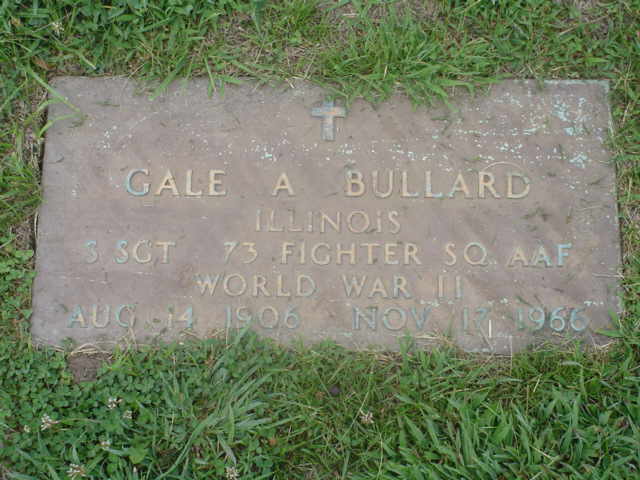 GALE A BULLARD
ILLINOIS
S SGT 73 FIGHTER SQ AAF
WORLD WAR II
AUG 14 1906 NOV 17 1966